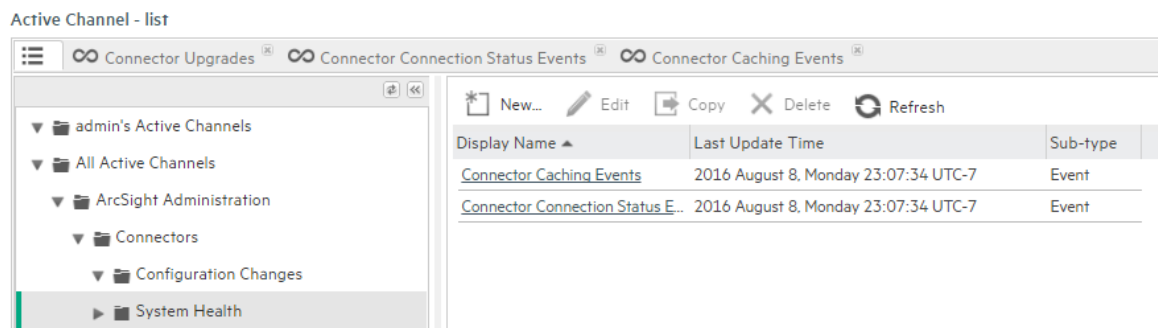 Active Channel - list
Connector Upgrades Connector Connection Status Events Connector Caching Events
New... Edit Copy Delete Refresh
admin's Active Channels
All Active Channels
ArcSight Administration
Connectors
Configuration Changes
System Health
Display Name Last Update Time Sub-type
Connector Caching Events 2016 August 8, Monday 23:07:34 UTC-7 Event
Connector Connection Status E... 2016 August 8, Monday 23:07:34 UTC-7 Event